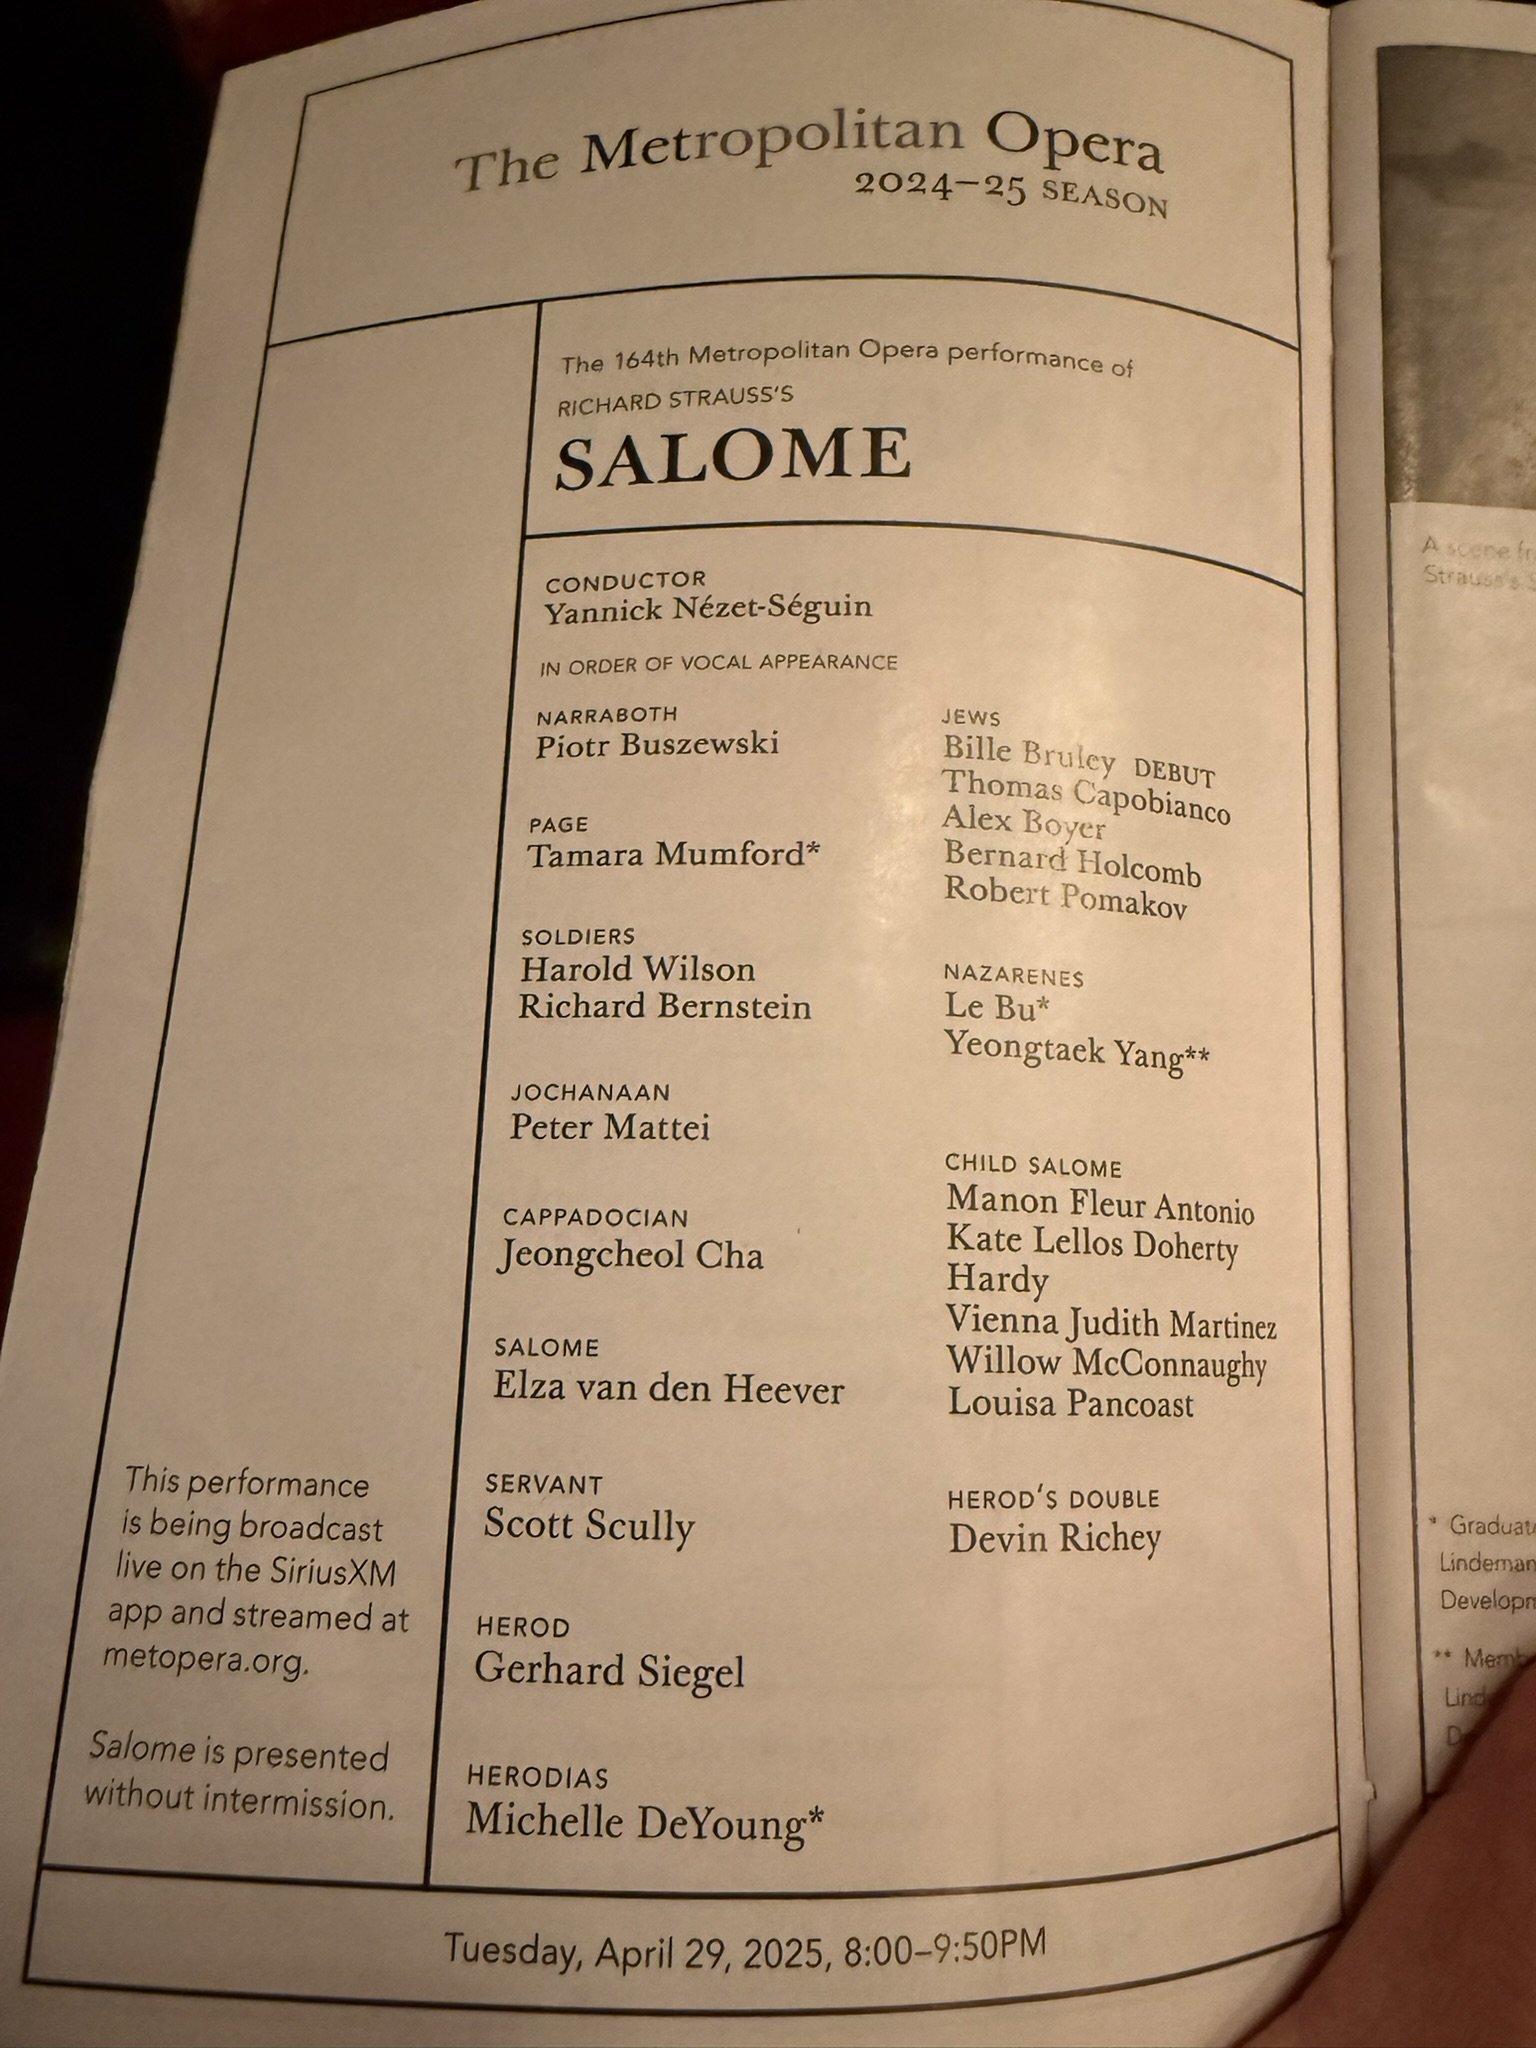 The Metropolitan Opera
2024–25 SEASON
The 164th Metropolitan Opera performance of
RICHARD STRAUSS'S
SALOME
CONDUCTOR
Yannick Nézet-Séguin
IN ORDER OF VOCAL APPEARANCE
NARRABOTH
Piotr Buszewski
PAGE
Tamara Mumford*
SOLDIERS
Harold Wilson
Richard Bernstein
JOCHANAAN
Peter Mattei
CAPPADOCIAN
Jeongcheol Cha
SALOME
Elza van den Heever
SERVANT
Scott Scully
HEROD
Gerhard Siegel
HERODIAS
Michelle DeYoung*
JEWS
Bille Bruley DEBUT
Thomas Capobianco
Alex Boyer
Bernard Holcomb
Robert Pomakov
NAZARENES
Le Bu*
Yeongtaek Yang**
CHILD SALOME
Manon Fleur Antonio
Kate Lellos Doherty
Hardy
Vienna Judith Martinez
Willow McConnaughy
Louisa Pancoast
HEROD'S DOUBLE
Devin Richey
This performance
is being broadcast
live on the SiriusXM
app and streamed at
metopera.org.
Salome is presented
without intermission.
Tuesday, April 29, 2025, 8:00–9:50PM
A scene
Strauss's
*
**